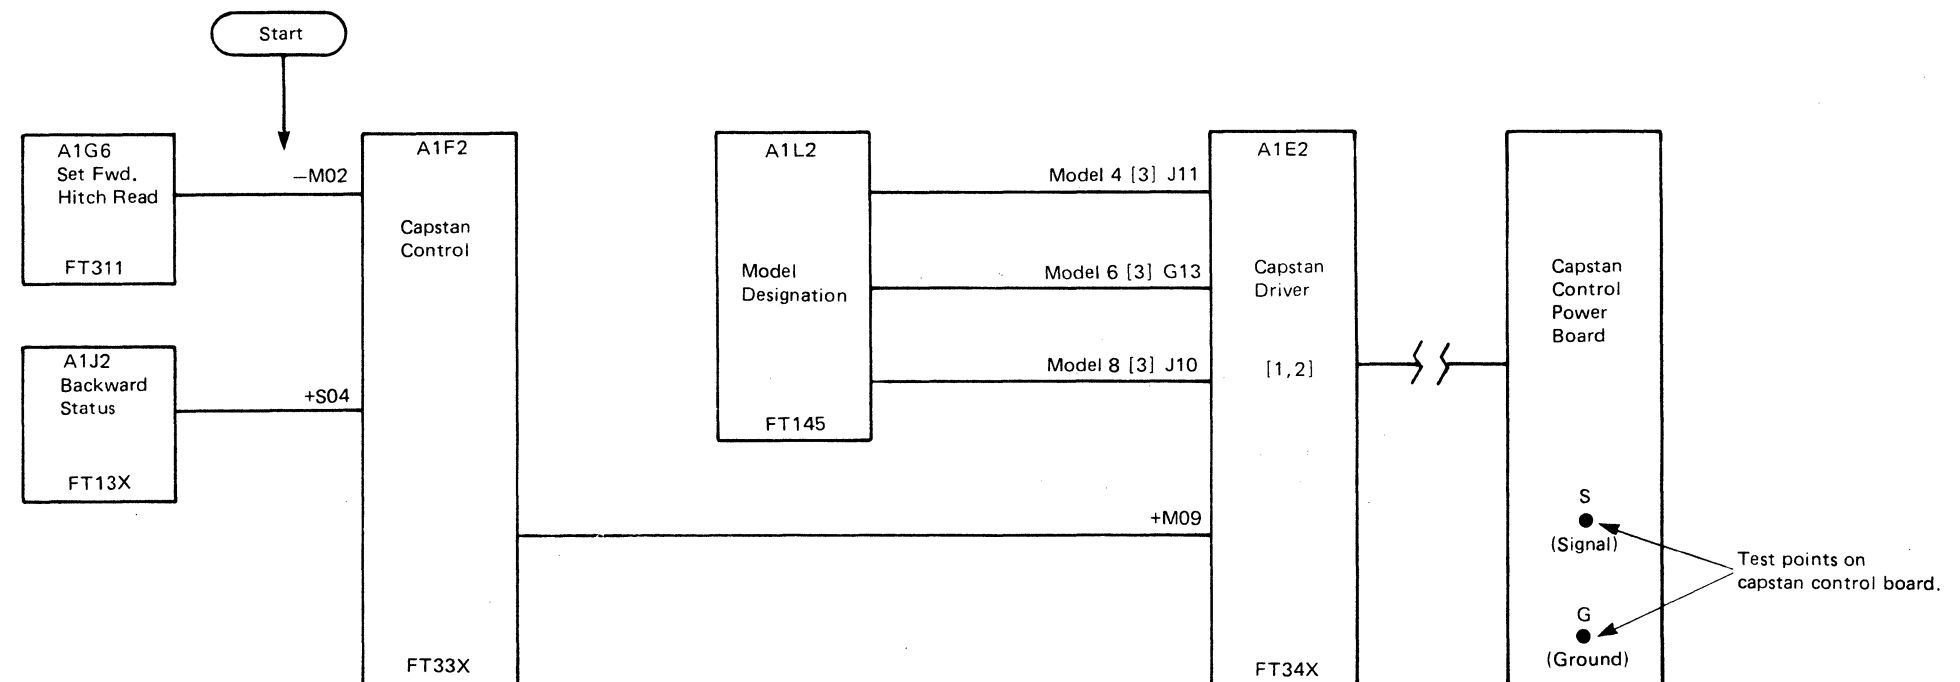 Start
A1G6
Set Fwd.
Hitch Read
FT311
—M02
A1J2
Backward
Status
FT13X
+S04
A1F2
Capstan
Control
FT33X
A1L2
Model
Designation
FT145
Model 4 [3] J11
Model 6 [3] G13
Model 8 [3] J10
+M09
A1E2
Capstan
Driver
[1,2]
FT34X
Capstan
Control
Power
Board
S
(Signal)
G
(Ground)
Test points on
capstan control board.